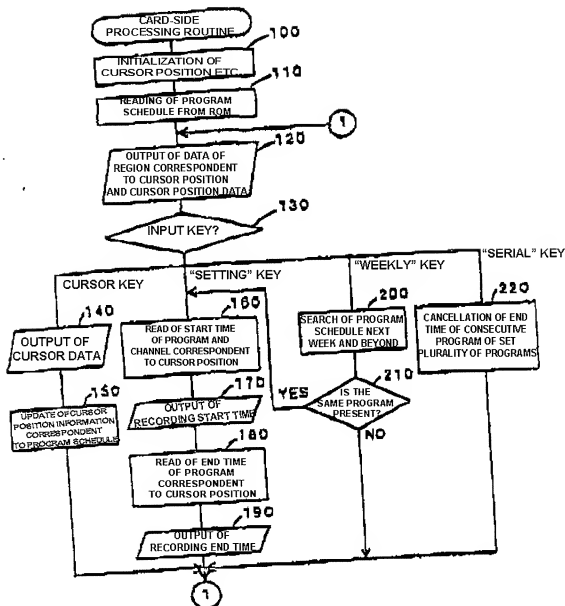 CARD-SIDE
PROCESSING ROUTINE
100
INITIALIZATION OF
CURSOR POSITION ETC.
110
READING OF PROGRAM
SCHEDULE FROM ROM
1
120
OUTPUT OF DATA OF
REGION CORRESPONDENT
TO CURSOR POSITION
AND CURSOR POSITION DATA
130
INPUT KEY?
CURSOR KEY
"SETTING" KEY
"WEEKLY" KEY
"SERIAL" KEY
140
OUTPUT OF
CURSOR DATA
150
UPDATE OF CURSOR
POSITION INFORMATION
CORRESPONDENT
TO PROGRAM SCHEDULE
160
READ OF START TIME
OF PROGRAM AND
CHANNEL CORRESPONDENT
TO CURSOR POSITION
170
OUTPUT OF
RECORDING START TIME
180
READ OF END TIME
OF PROGRAM
CORRESPONDENT
TO CURSOR POSITION
190
OUTPUT OF
RECORDING END TIME
200
SEARCH OF PROGRAM
SCHEDULE NEXT
WEEK AND BEYOND
210
YES
IS THE
SAME PROGRAM
PRESENT?
NO
220
CANCELLATION OF END
TIME OF CONSECUTIVE
PROGRAM OF SET
PLURALITY OF PROGRAMS
1